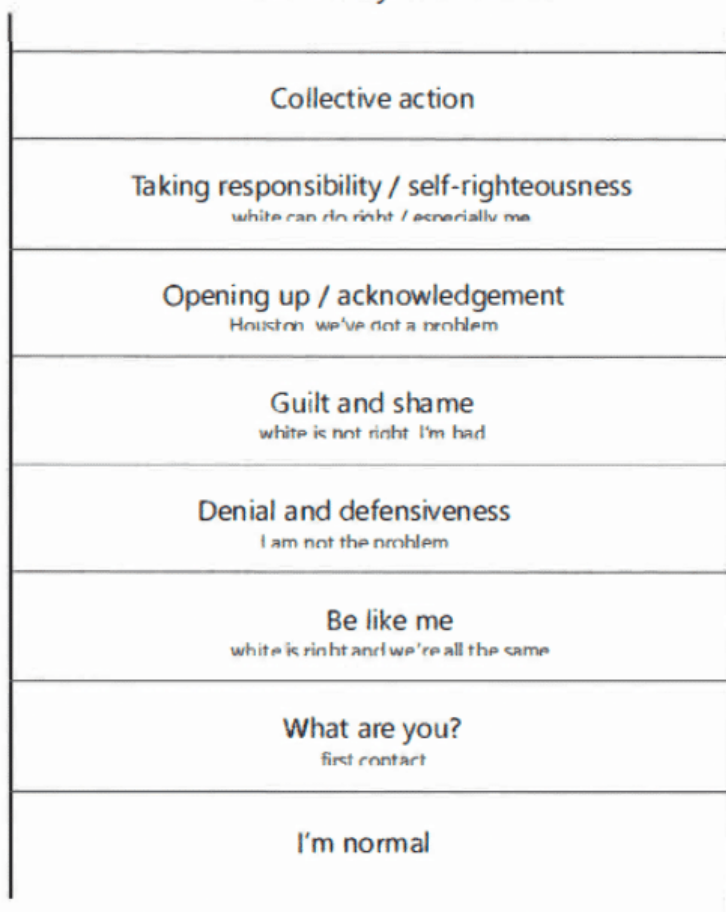 Collective action
Taking responsibility / self-righteousness
white can do right / especially me
Opening up / acknowledgement
Houston we've got a problem
Guilt and shame
white is not right I'm bad
Denial and defensiveness
I am not the problem
Be like me
white is right and we're all the same
What are you?
first contact
I'm normal